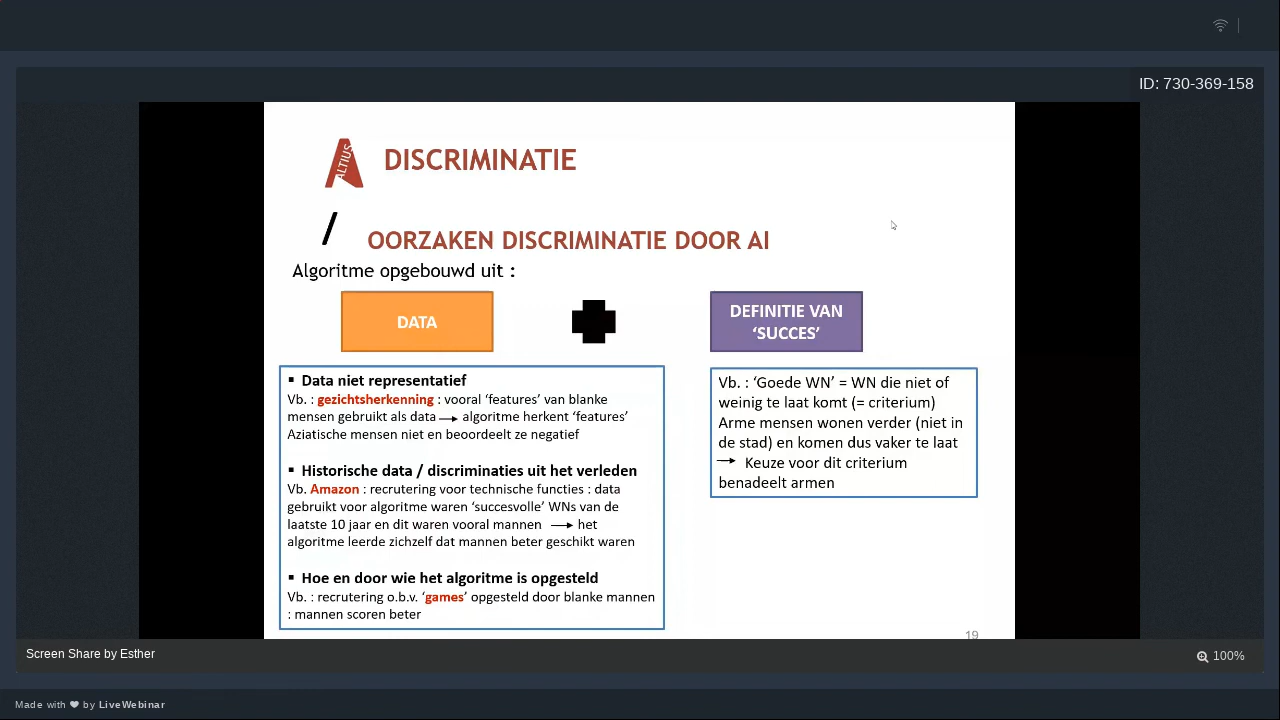 ID: 730-369-158
ALTIUS
DISCRIMINATIE
/ OORZAKEN DISCRIMINATIE DOOR AI
Algoritme opgebouwd uit :
DATA
DEFINITIE VAN
‘SUCCES’
▪ Data niet representatief
Vb. : gezichtsherkenning : vooral ‘features’ van blanke
mensen gebruikt als data → algoritme herkent ‘features’
Aziatische mensen niet en beoordeelt ze negatief
▪ Historische data / discriminaties uit het verleden
Vb. Amazon : recrutering voor technische functies : data
gebruikt voor algoritme waren ‘succesvolle’ WNs van de
laatste 10 jaar en dit waren vooral mannen → het
algoritme leerde zichzelf dat mannen beter geschikt waren
▪ Hoe en door wie het algoritme is opgesteld
Vb. : recrutering o.b.v. ‘games’ opgesteld door blanke mannen
: mannen scoren beter
Vb. : ‘Goede WN’ = WN die niet of
weinig te laat komt (= criterium)
Arme mensen wonen verder (niet in
de stad) en komen dus vaker te laat
→ Keuze voor dit criterium
benadeelt armen
19
Screen Share by Esther
100%
Made with ❤ by LiveWebinar